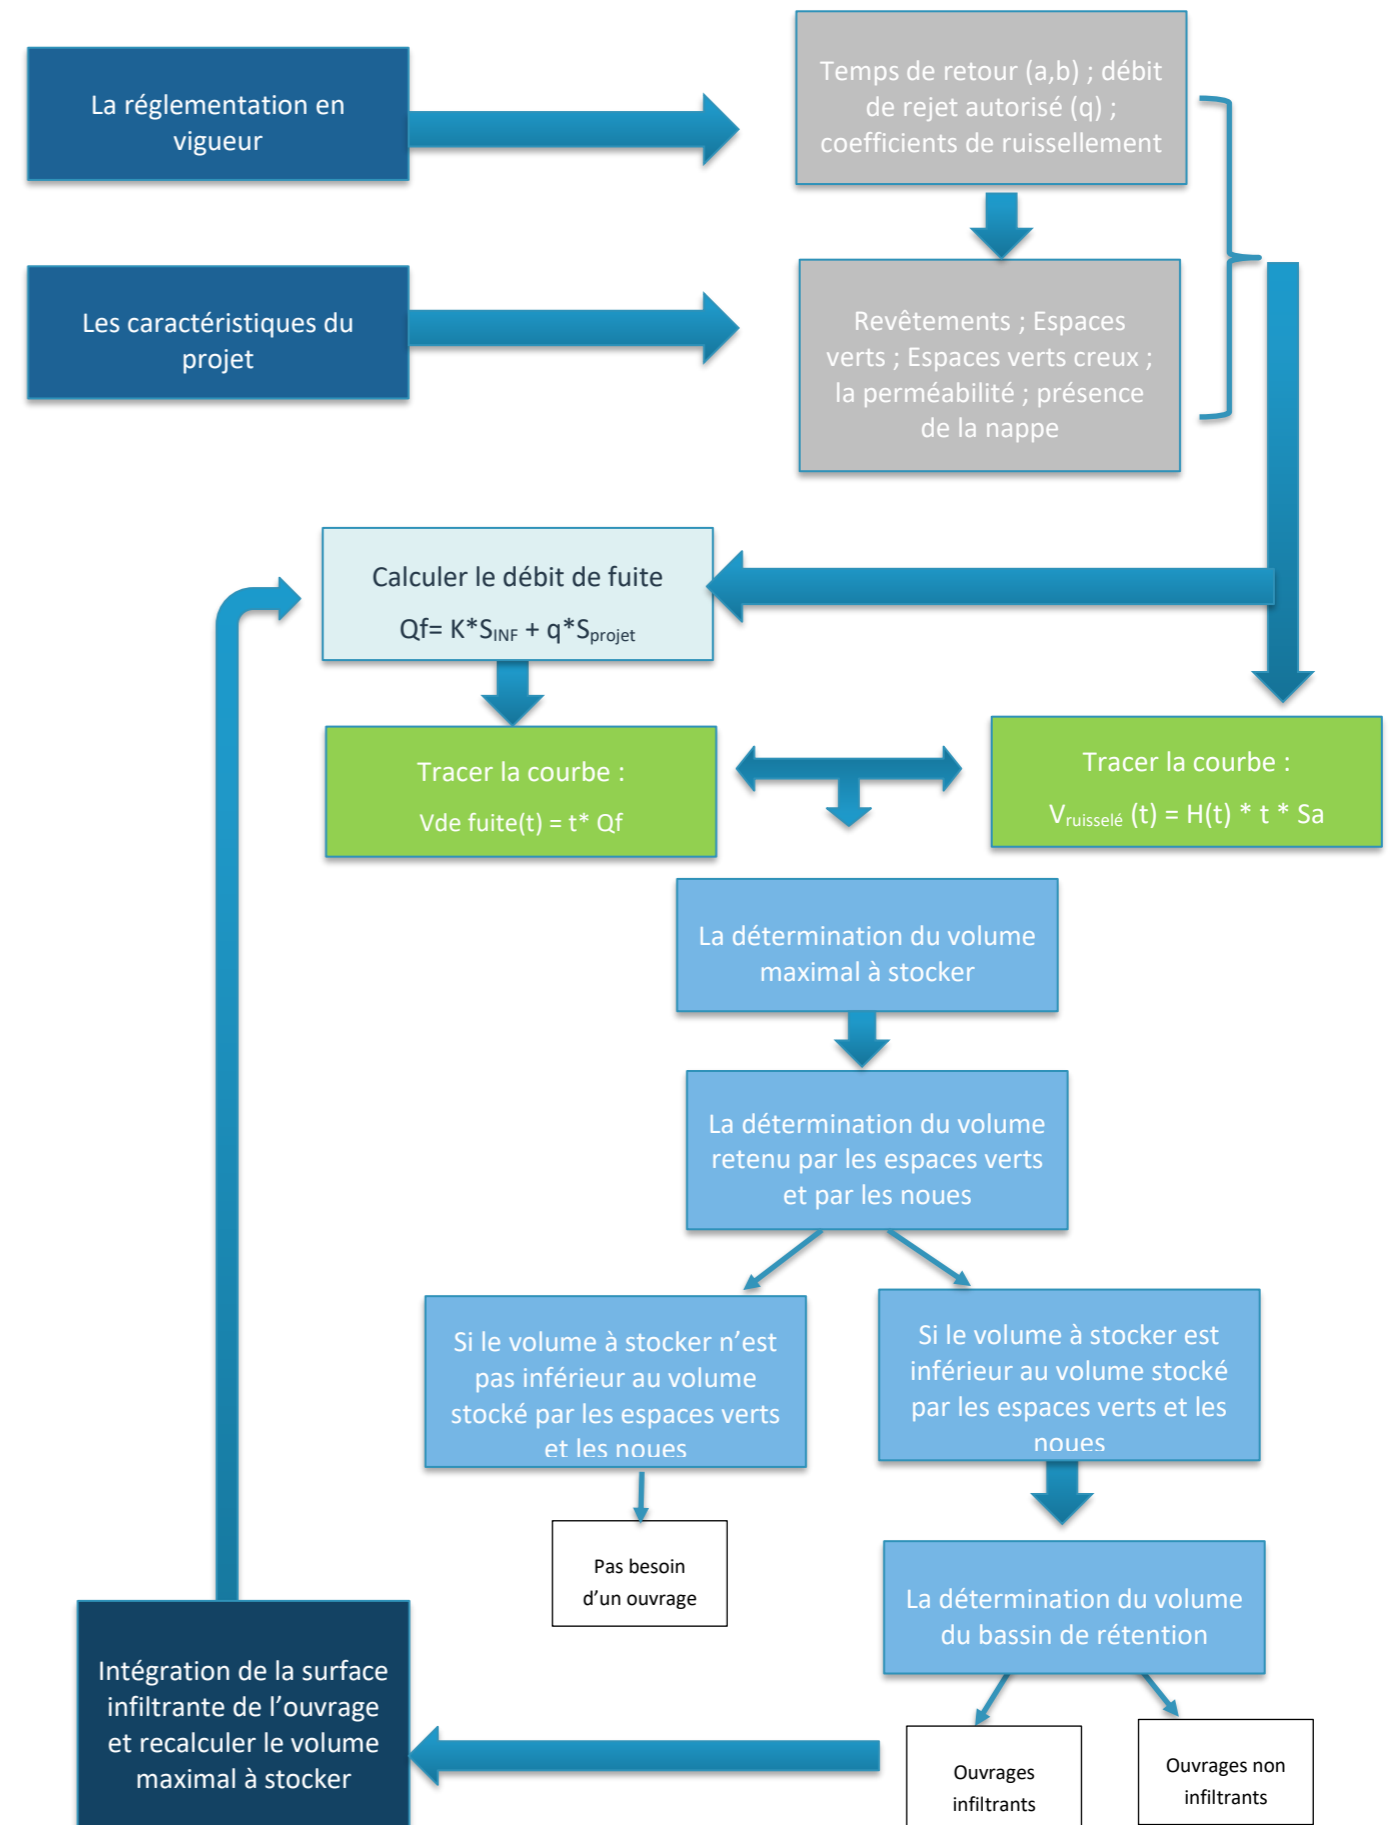 La réglementation en
vigueur
Temps de retour (a,b) ; débit
de rejet autorisé (q) ;
coefficients de ruissellement
Les caractéristiques du
projet
Revêtements ; Espaces
verts ; Espaces verts creux ;
la perméabilité ; présence
de la nappe
Calculer le débit de fuite
Qf= K*SINF + q*Sprojet
Tracer la courbe :
Vde fuite(t) = t* Qf
Tracer la courbe :
Vruisselé (t) = H(t) * t * Sa
La détermination du volume
maximal à stocker
La détermination du volume
retenu par les espaces verts
et par les noues
Si le volume à stocker n’est
pas inférieur au volume
stocké par les espaces verts
et les noues
Si le volume à stocker est
inférieur au volume stocké
par les espaces verts et les
noues
Pas besoin
d’un ouvrage
La détermination du volume
du bassin de rétention
Intégration de la surface
infiltrante de l’ouvrage
et recalculer le volume
maximal à stocker
Ouvrages
infiltrants
Ouvrages non
infiltrants